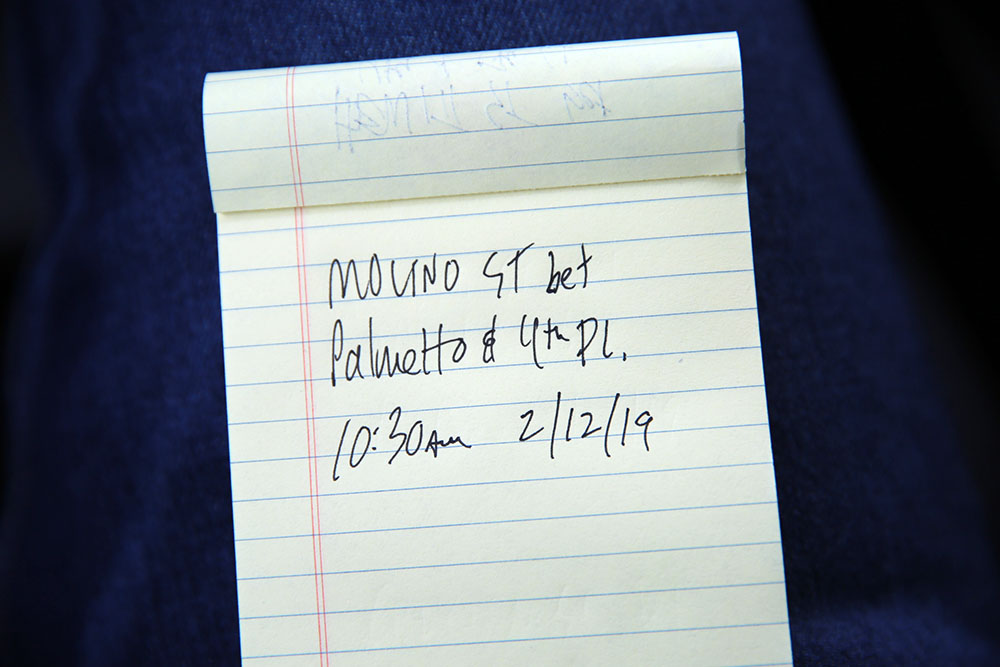 MOLINO ST bet
Palmetto & 4th Pl.
10:30am 2/12/19